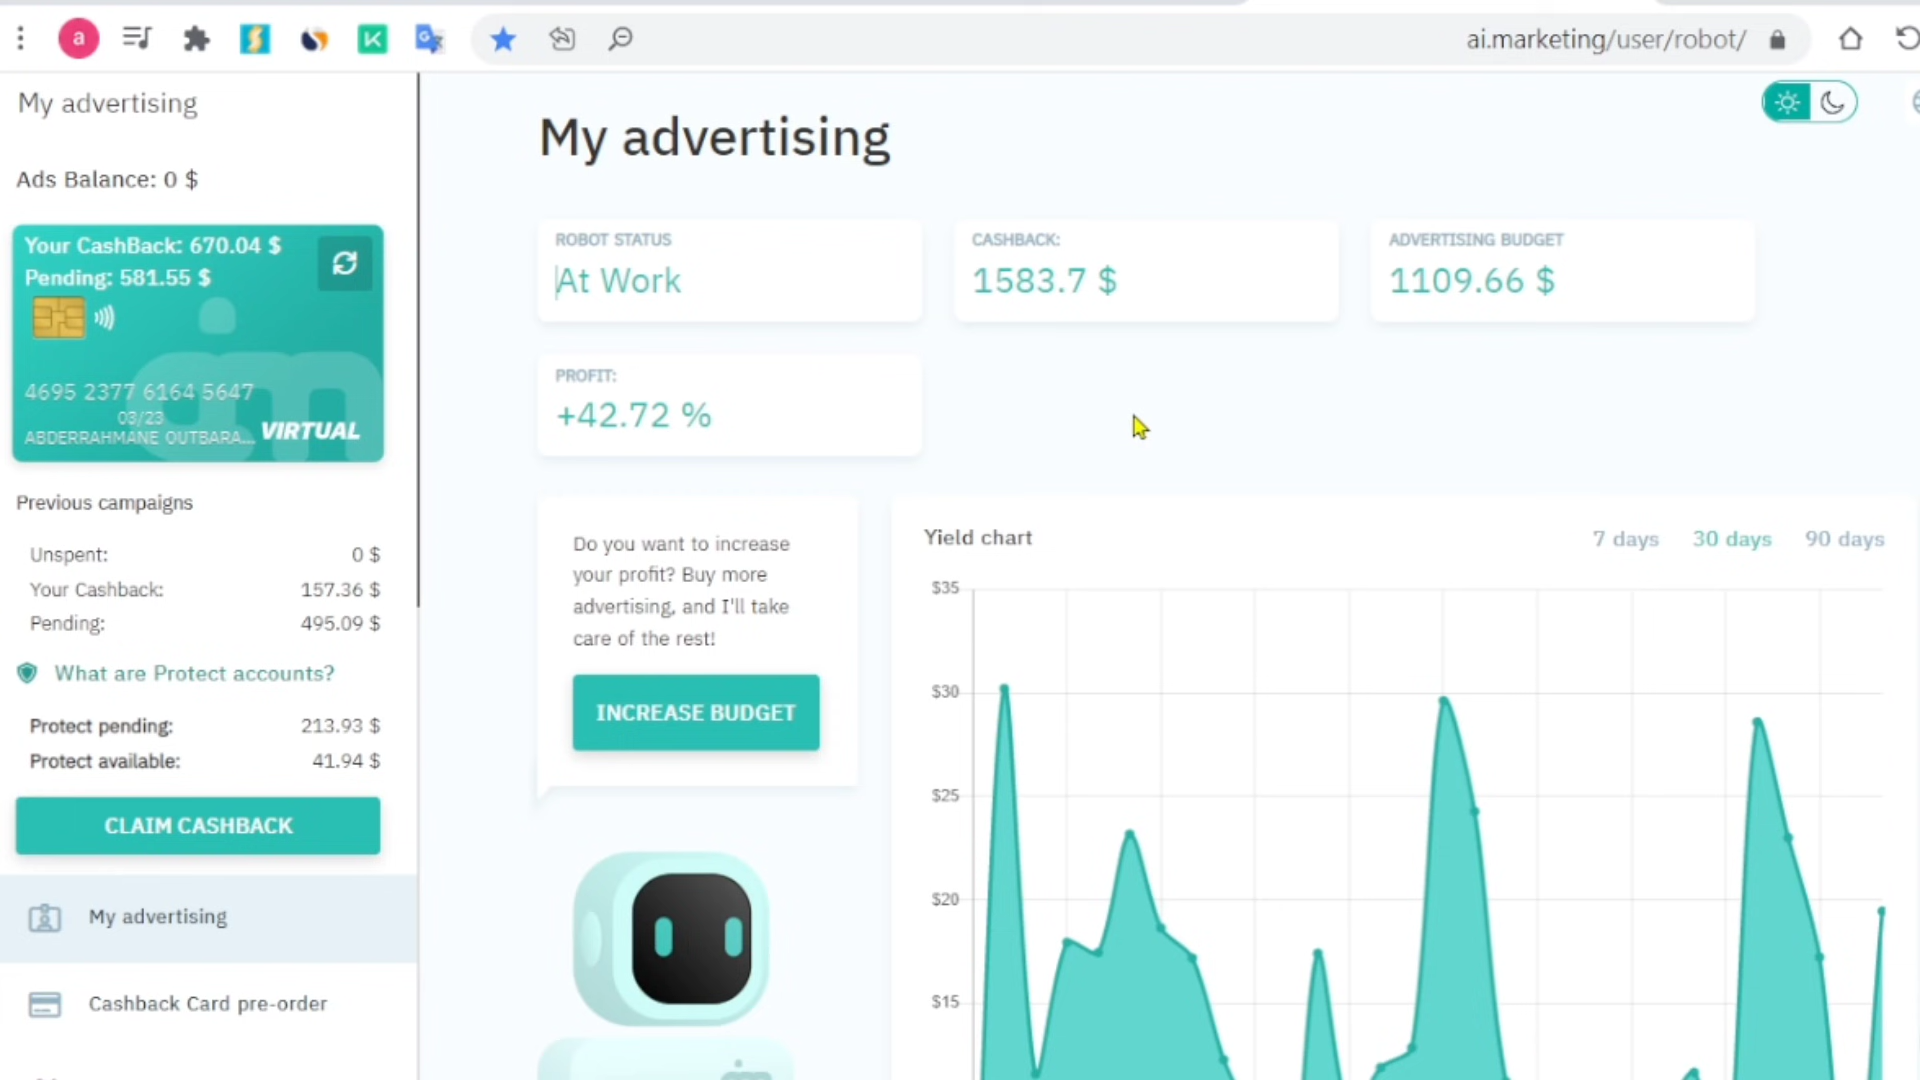 a
ai.marketing/user/robot/
My advertising
Ads Balance: 0 $
Your CashBack: 670.04 $
Pending: 581.55 $
4695 2377 6164 5647
03/23
ABDERRAHMANE OUTBARA...
VIRTUAL
Previous campaigns
Unspent: 0 $
Your Cashback: 157.36 $
Pending: 495.09 $
What are Protect accounts?
Protect pending: 213.93 $
Protect available: 41.94 $
CLAIM CASHBACK
My advertising
Cashback Card pre-order
My advertising
ROBOT STATUS
At Work
CASHBACK:
1583.7 $
ADVERTISING BUDGET
1109.66 $
PROFIT:
+42.72 %
Do you want to increase
your profit? Buy more
advertising, and I'll take
care of the rest!
INCREASE BUDGET
Yield chart
7 days 30 days 90 days
$35
$30
$25
$20
$15